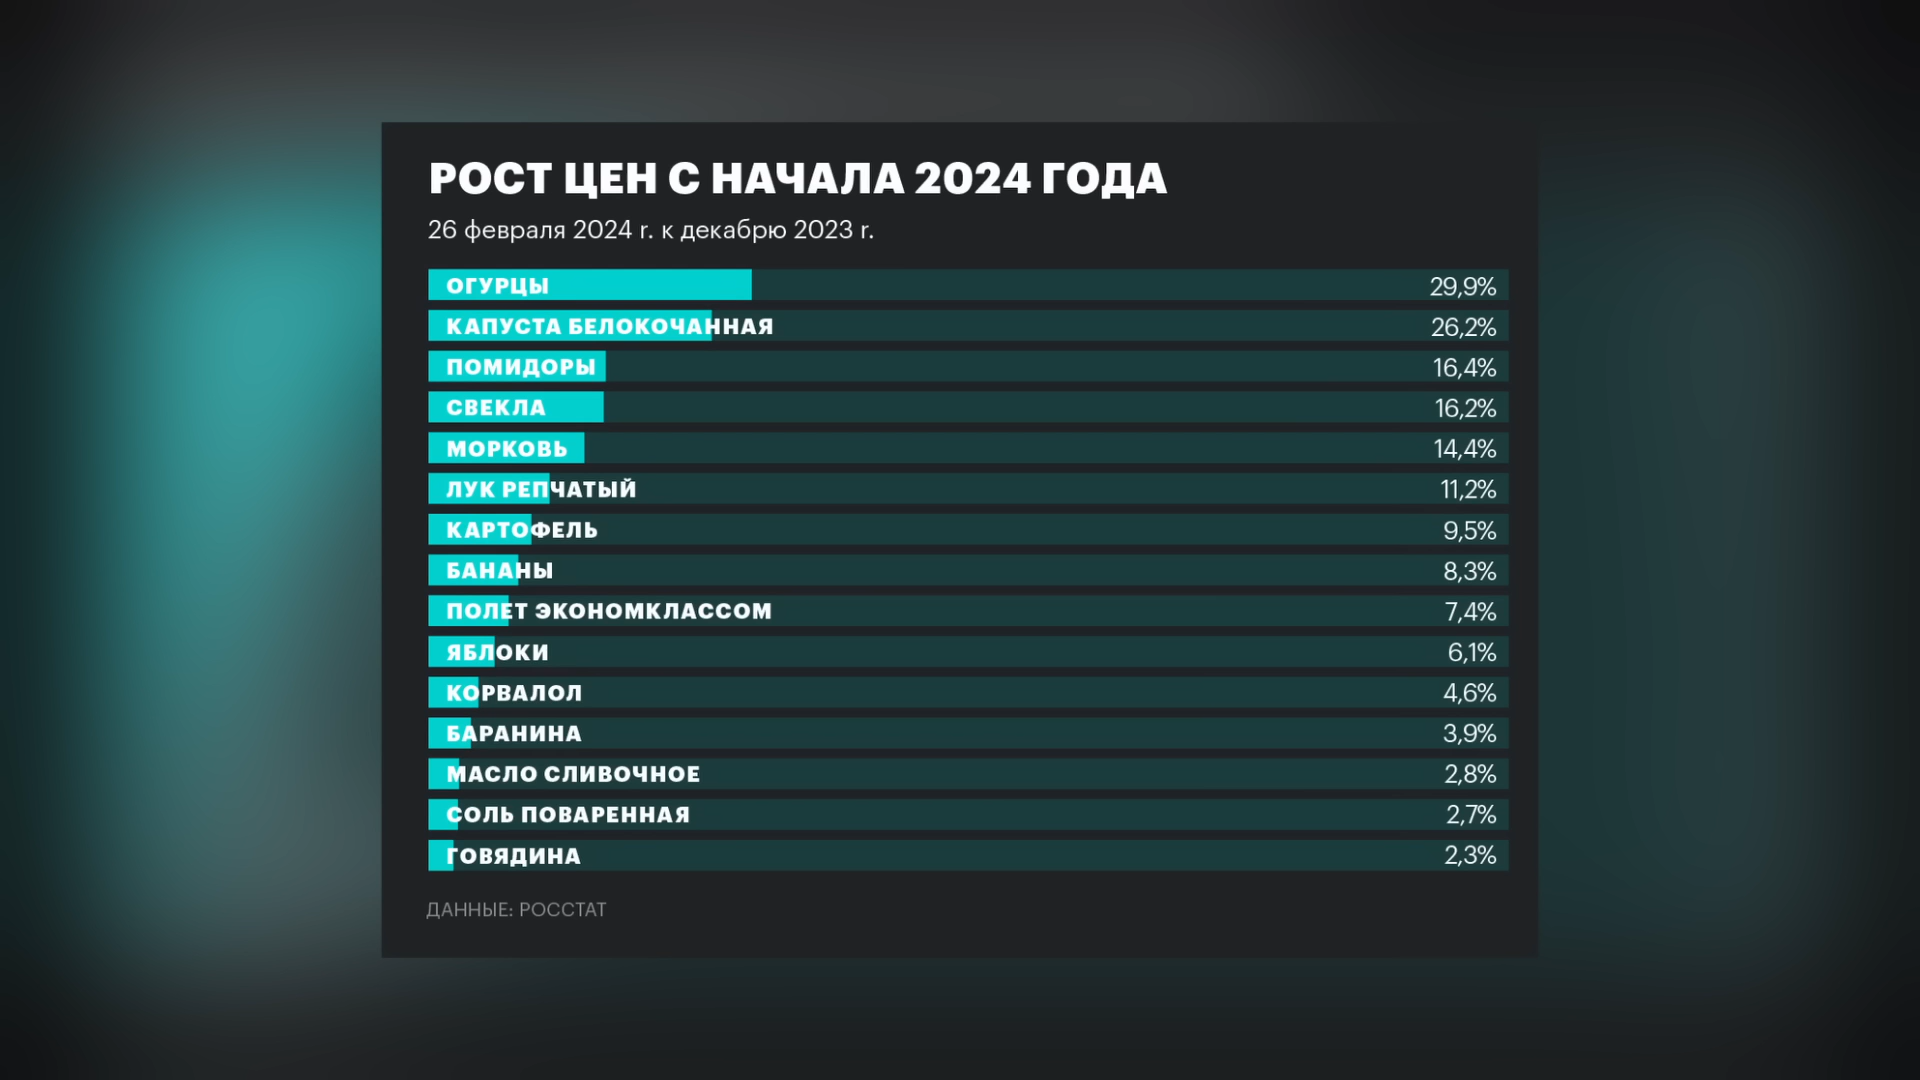 РОСТ ЦЕН С НАЧАЛА 2024 ГОДА
26 февраля 2024 г. к декабрю 2023 г.
ОГУРЦЫ 29,9%
КАПУСТА БЕЛОКОЧАННАЯ 26,2%
ПОМИДОРЫ 16,4%
СВЕКЛА 16,2%
МОРКОВЬ 14,4%
ЛУК РЕПЧАТЫЙ 11,2%
КАРТОФЕЛЬ 9,5%
БАНАНЫ 8,3%
ПОЛЕТ ЭКОНОМКЛАССОМ 7,4%
ЯБЛОКИ 6,1%
КОРВАЛОЛ 4,6%
БАРАНИНА 3,9%
МАСЛО СЛИВОЧНОЕ 2,8%
СОЛЬ ПОВАРЕННАЯ 2,7%
ГОВЯДИНА 2,3%
ДАННЫЕ: РОССТАТ